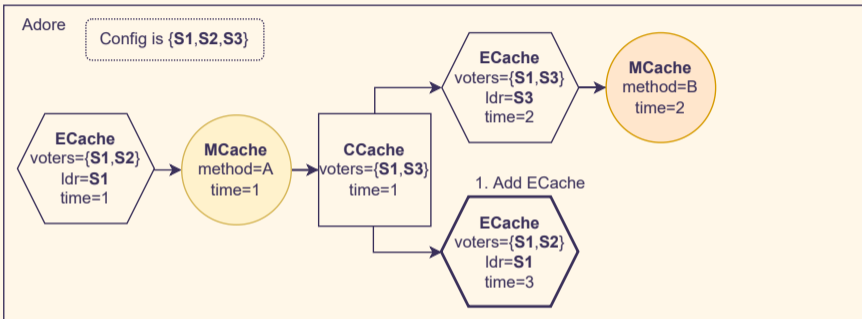 Adore
Config is {S1,S2,S3}
ECache
voters={S1,S2}
ldr=S1
time=1
MCache
method=A
time=1
CCache
voters={S1,S3}
time=1
ECache
voters={S1,S3}
ldr=S3
time=2
MCache
method=B
time=2
1. Add ECache
ECache
voters={S1,S2}
ldr=S1
time=3